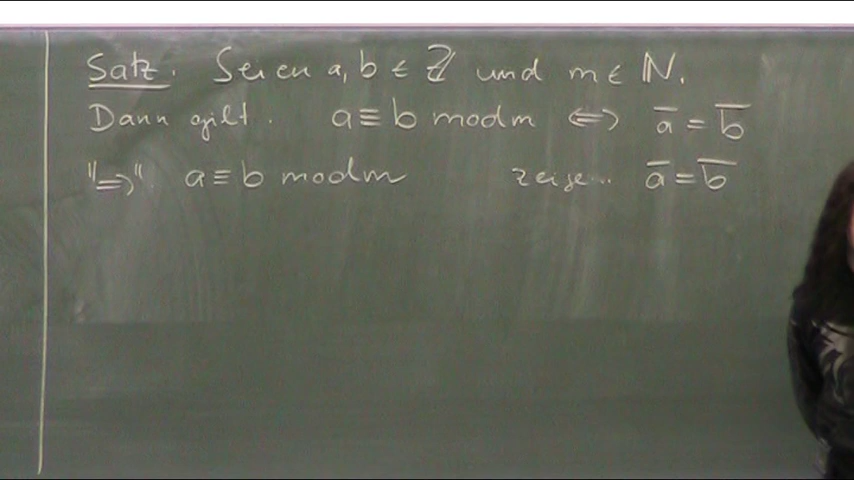 Satz. Seien a, b ∈ ℤ und m ∈ ℕ.
Dann gilt. a ≡ b mod m ⟺ a̅ = b̅
"⇒" a ≡ b mod m zeige... a̅ = b̅